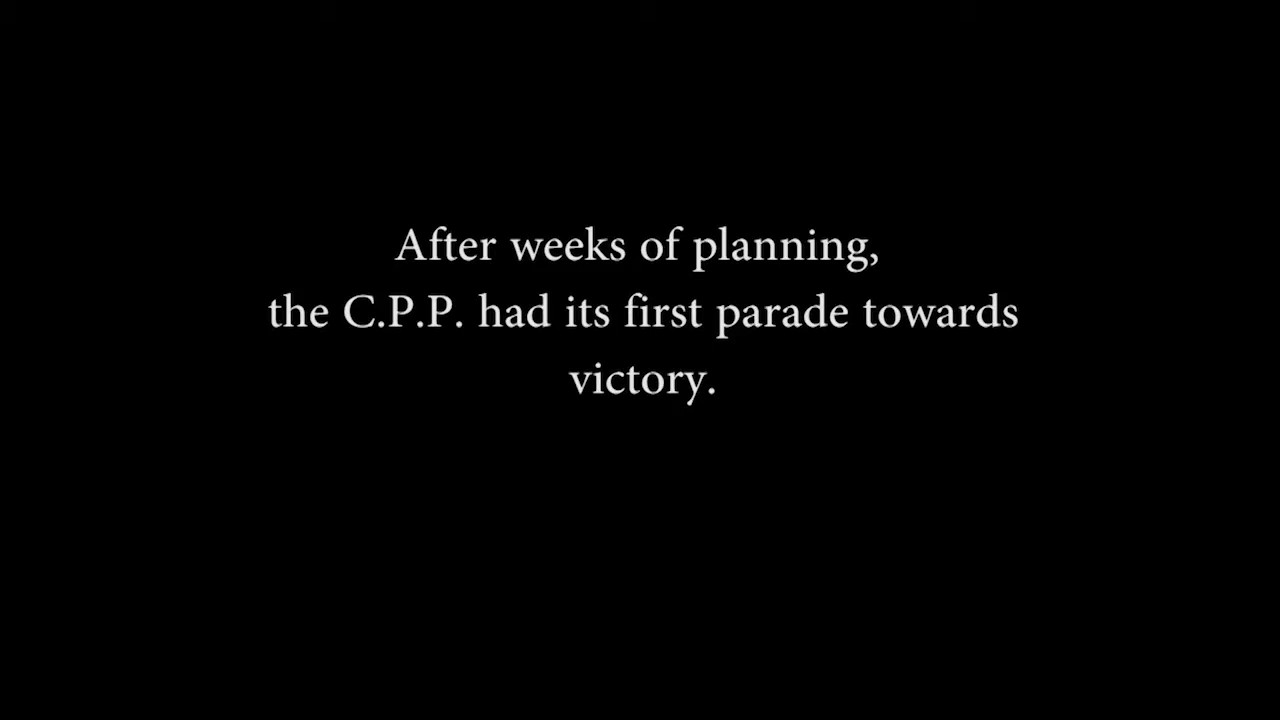 After weeks of planning,
the C.P.P. had its first parade towards
victory.